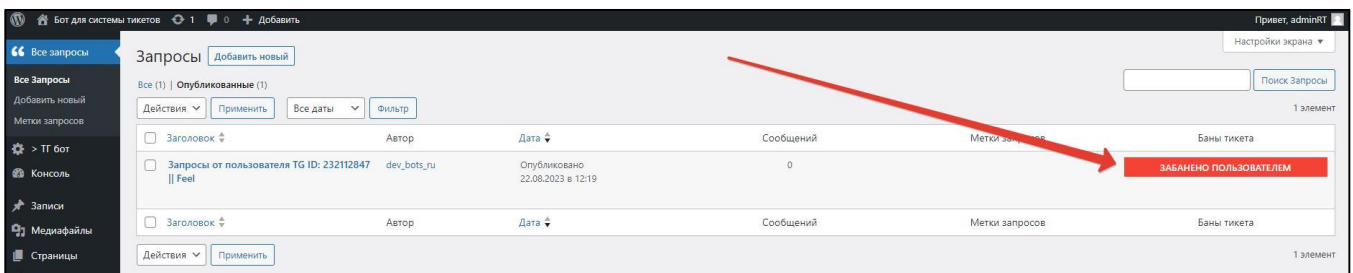 Бот для системы тикетов 1 0 + Добавить Привет, adminRT
Все запросы
Все Запросы
Добавить новый
Метки запросов
> ТГ бот
Консоль
Записи
Медиафайлы
Страницы
Настройки экрана ▼
Запросы Добавить новый
Все (1) | Опубликованные (1) Поиск Запросы
Действия Применить Все даты Фильтр 1 элемент
Заголовок Автор Дата Сообщений Метки запросов Баны тикета
Запросы от пользователя TG ID: 232112847 dev_bots_ru Опубликовано 0 ЗАБАНЕНО ПОЛЬЗОВАТЕЛЕМ
|| Feel 22.08.2023 в 12:19
Заголовок Автор Дата Сообщений Метки запросов Баны тикета
Действия Применить 1 элемент